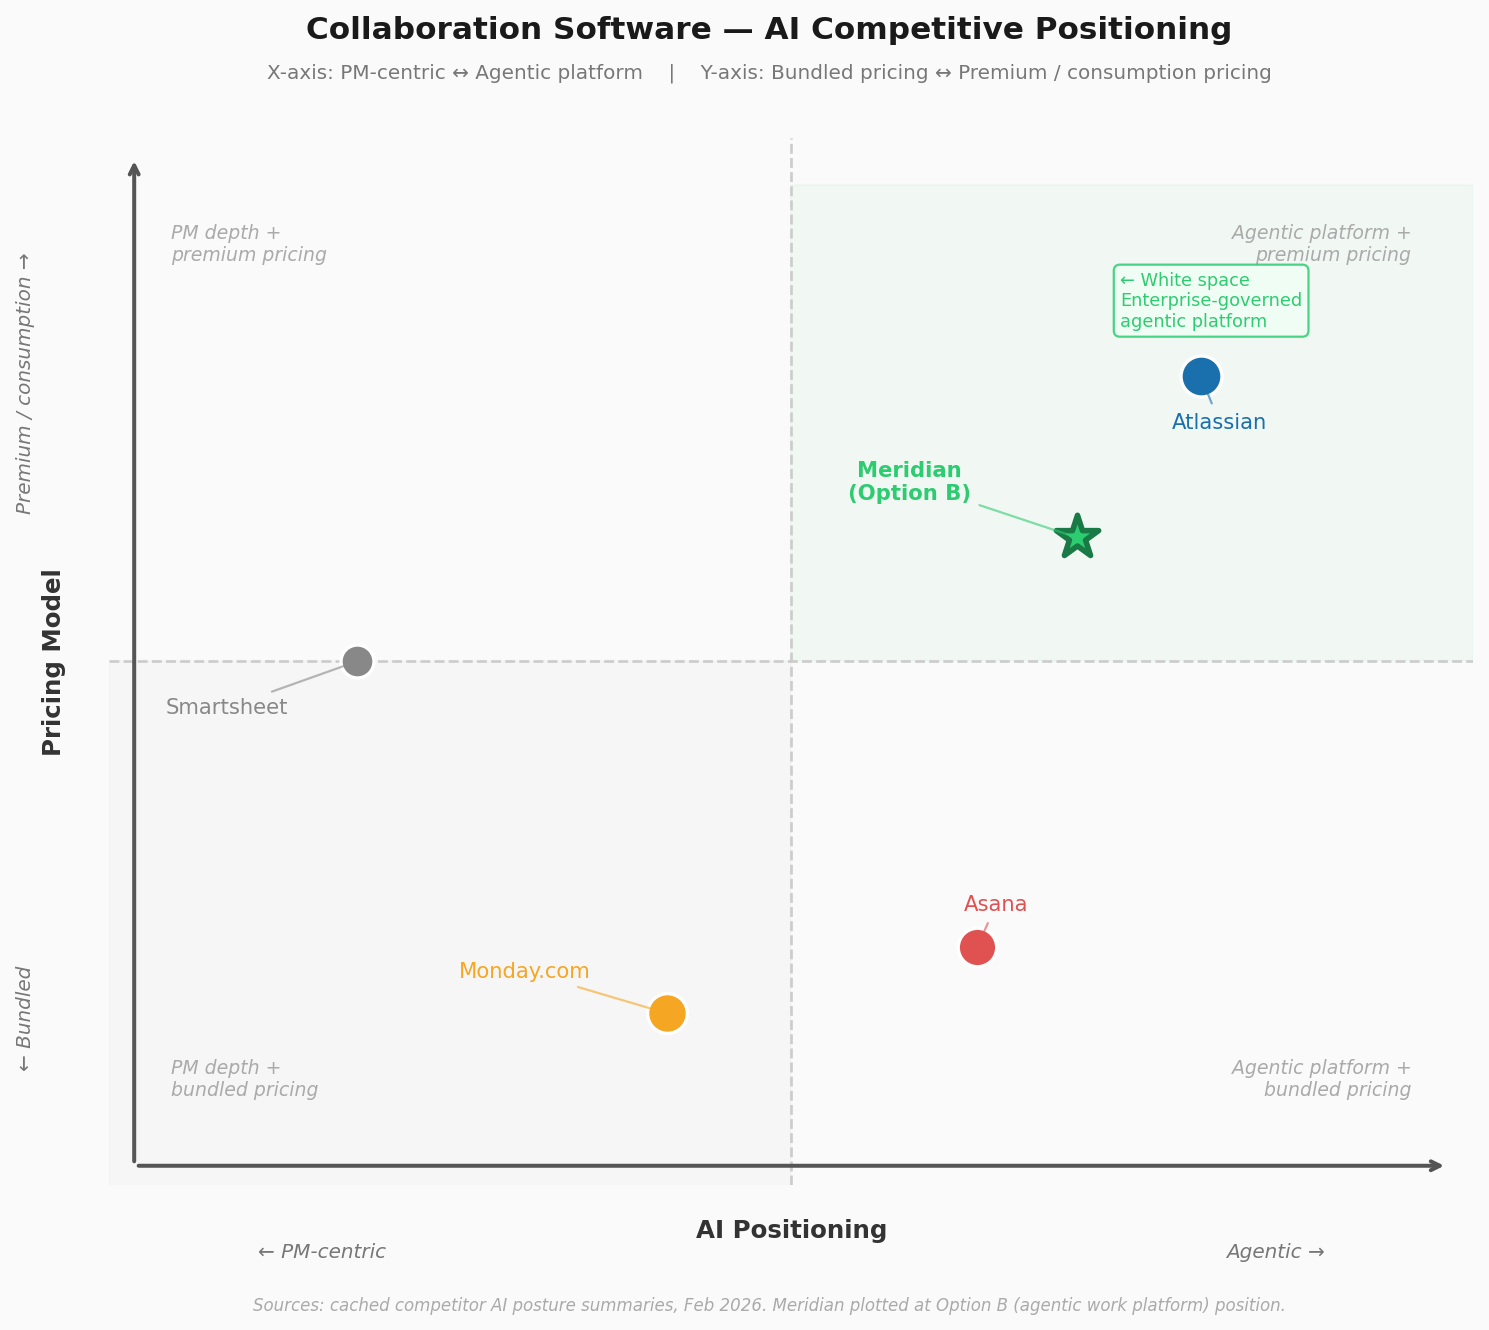 Collaboration Software — AI Competitive Positioning
X-axis: PM-centric ↔ Agentic platform | Y-axis: Bundled pricing ↔ Premium / consumption pricing
PM depth +
premium pricing
Agentic platform +
premium pricing
← White space
Enterprise-governed
agentic platform
Atlassian
Meridian
(Option B)
Premium / consumption →
Pricing Model
← Bundled
Smartsheet
Asana
Monday.com
PM depth +
bundled pricing
Agentic platform +
bundled pricing
AI Positioning
← PM-centric
Agentic →
Sources: cached competitor AI posture summaries, Feb 2026. Meridian plotted at Option B (agentic work platform) position.